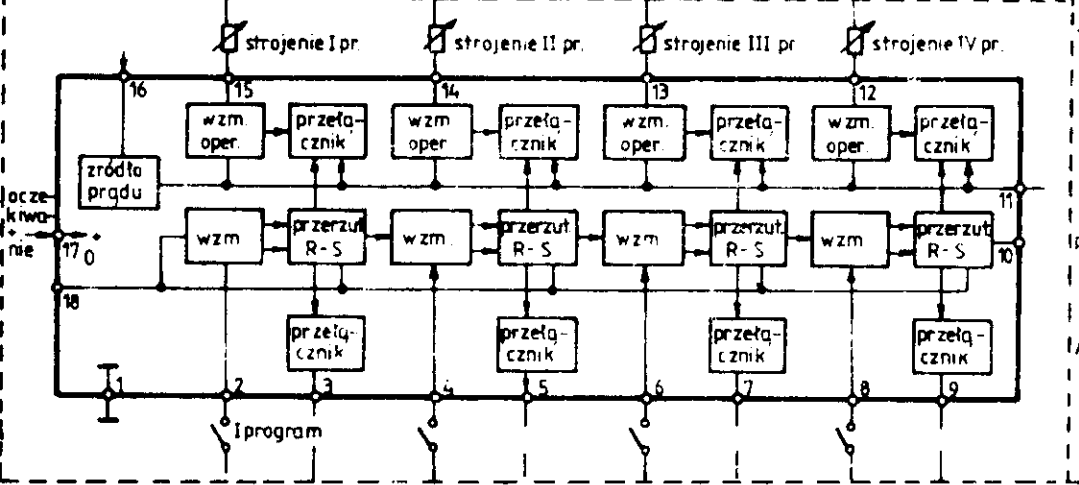 strojenie I pr.
strojenie II pr.
strojenie III pr
strojenie IV pr.
16
15
14
13
12
wzm. oper.
przełą-
cznik
wzm oper
przełą-
cznik
wzm. oper.
przełą-
cznik
wzm. oper.
przełą-
cznik
źródło
prądu
11
ocze
kiwa-
nie
+
17
0
+
wzm
przerzut.
R-S
wzm.
przerzut.
R-S
wzm
przerzut.
R-S
wzm
przerzut.
R-S
10
18
przełą-
cznik
przełą-
cznik
przełą-
cznik
przełą-
cznik
1
2
3
4
5
6
7
8
9
I program